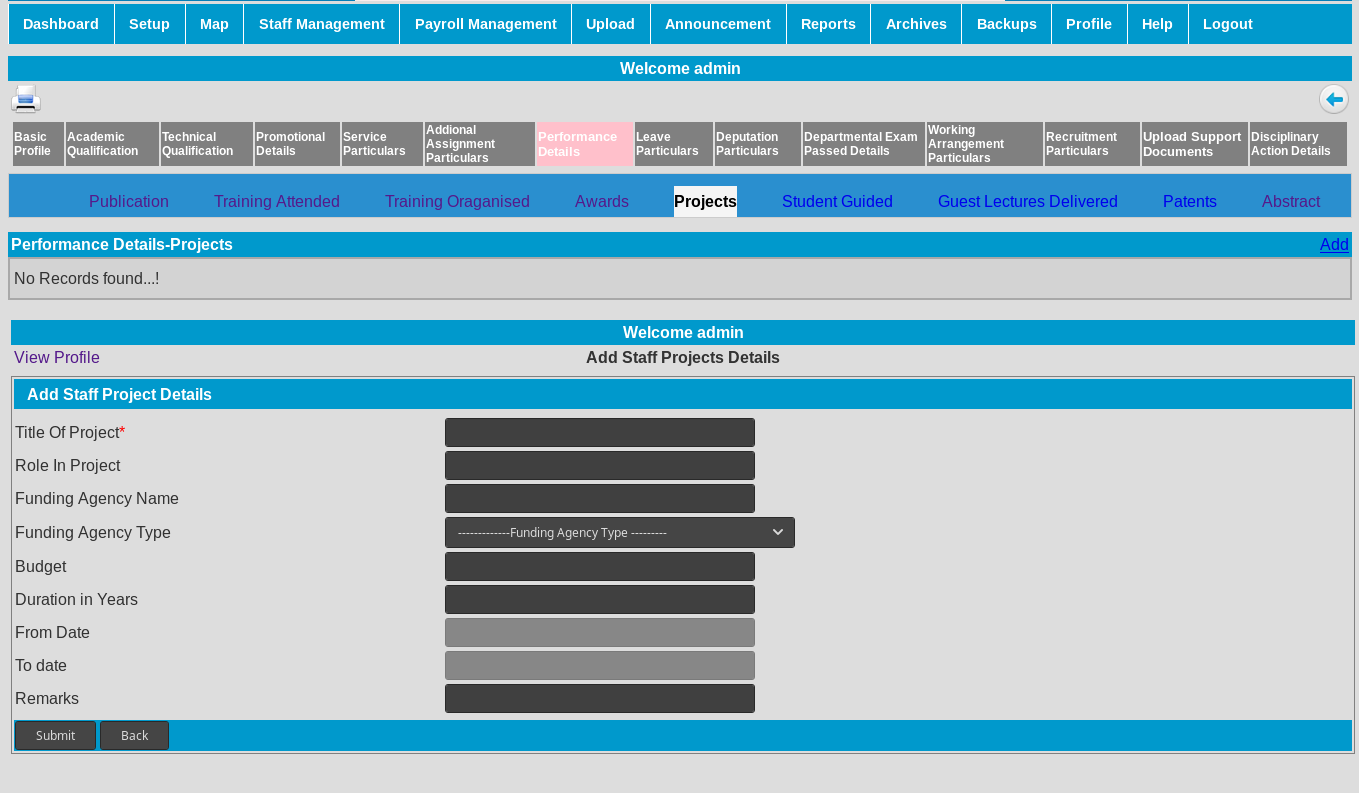 Dashboard Setup Map Staff Management Payroll Management Upload Announcement Reports Archives Backups Profile Help Logout
Welcome admin
Basic Profile
Academic Qualification
Technical Qualification
Promotional Details
Service Particulars
Addional Assignment Particulars
Performance Details
Leave Particulars
Deputation Particulars
Departmental Exam Passed Details
Working Arrangement Particulars
Recruitment Particulars
Upload Support Documents
Disciplinary Action Details
Publication Training Attended Training Oraganised Awards Projects Student Guided Guest Lectures Delivered Patents Abstract
Performance Details-Projects Add
No Records found...!
Welcome admin
View Profile Add Staff Projects Details
Add Staff Project Details
Title Of Project*
Role In Project
Funding Agency Name
Funding Agency Type -------------Funding Agency Type ---------
Budget
Duration in Years
From Date
To date
Remarks
Submit Back